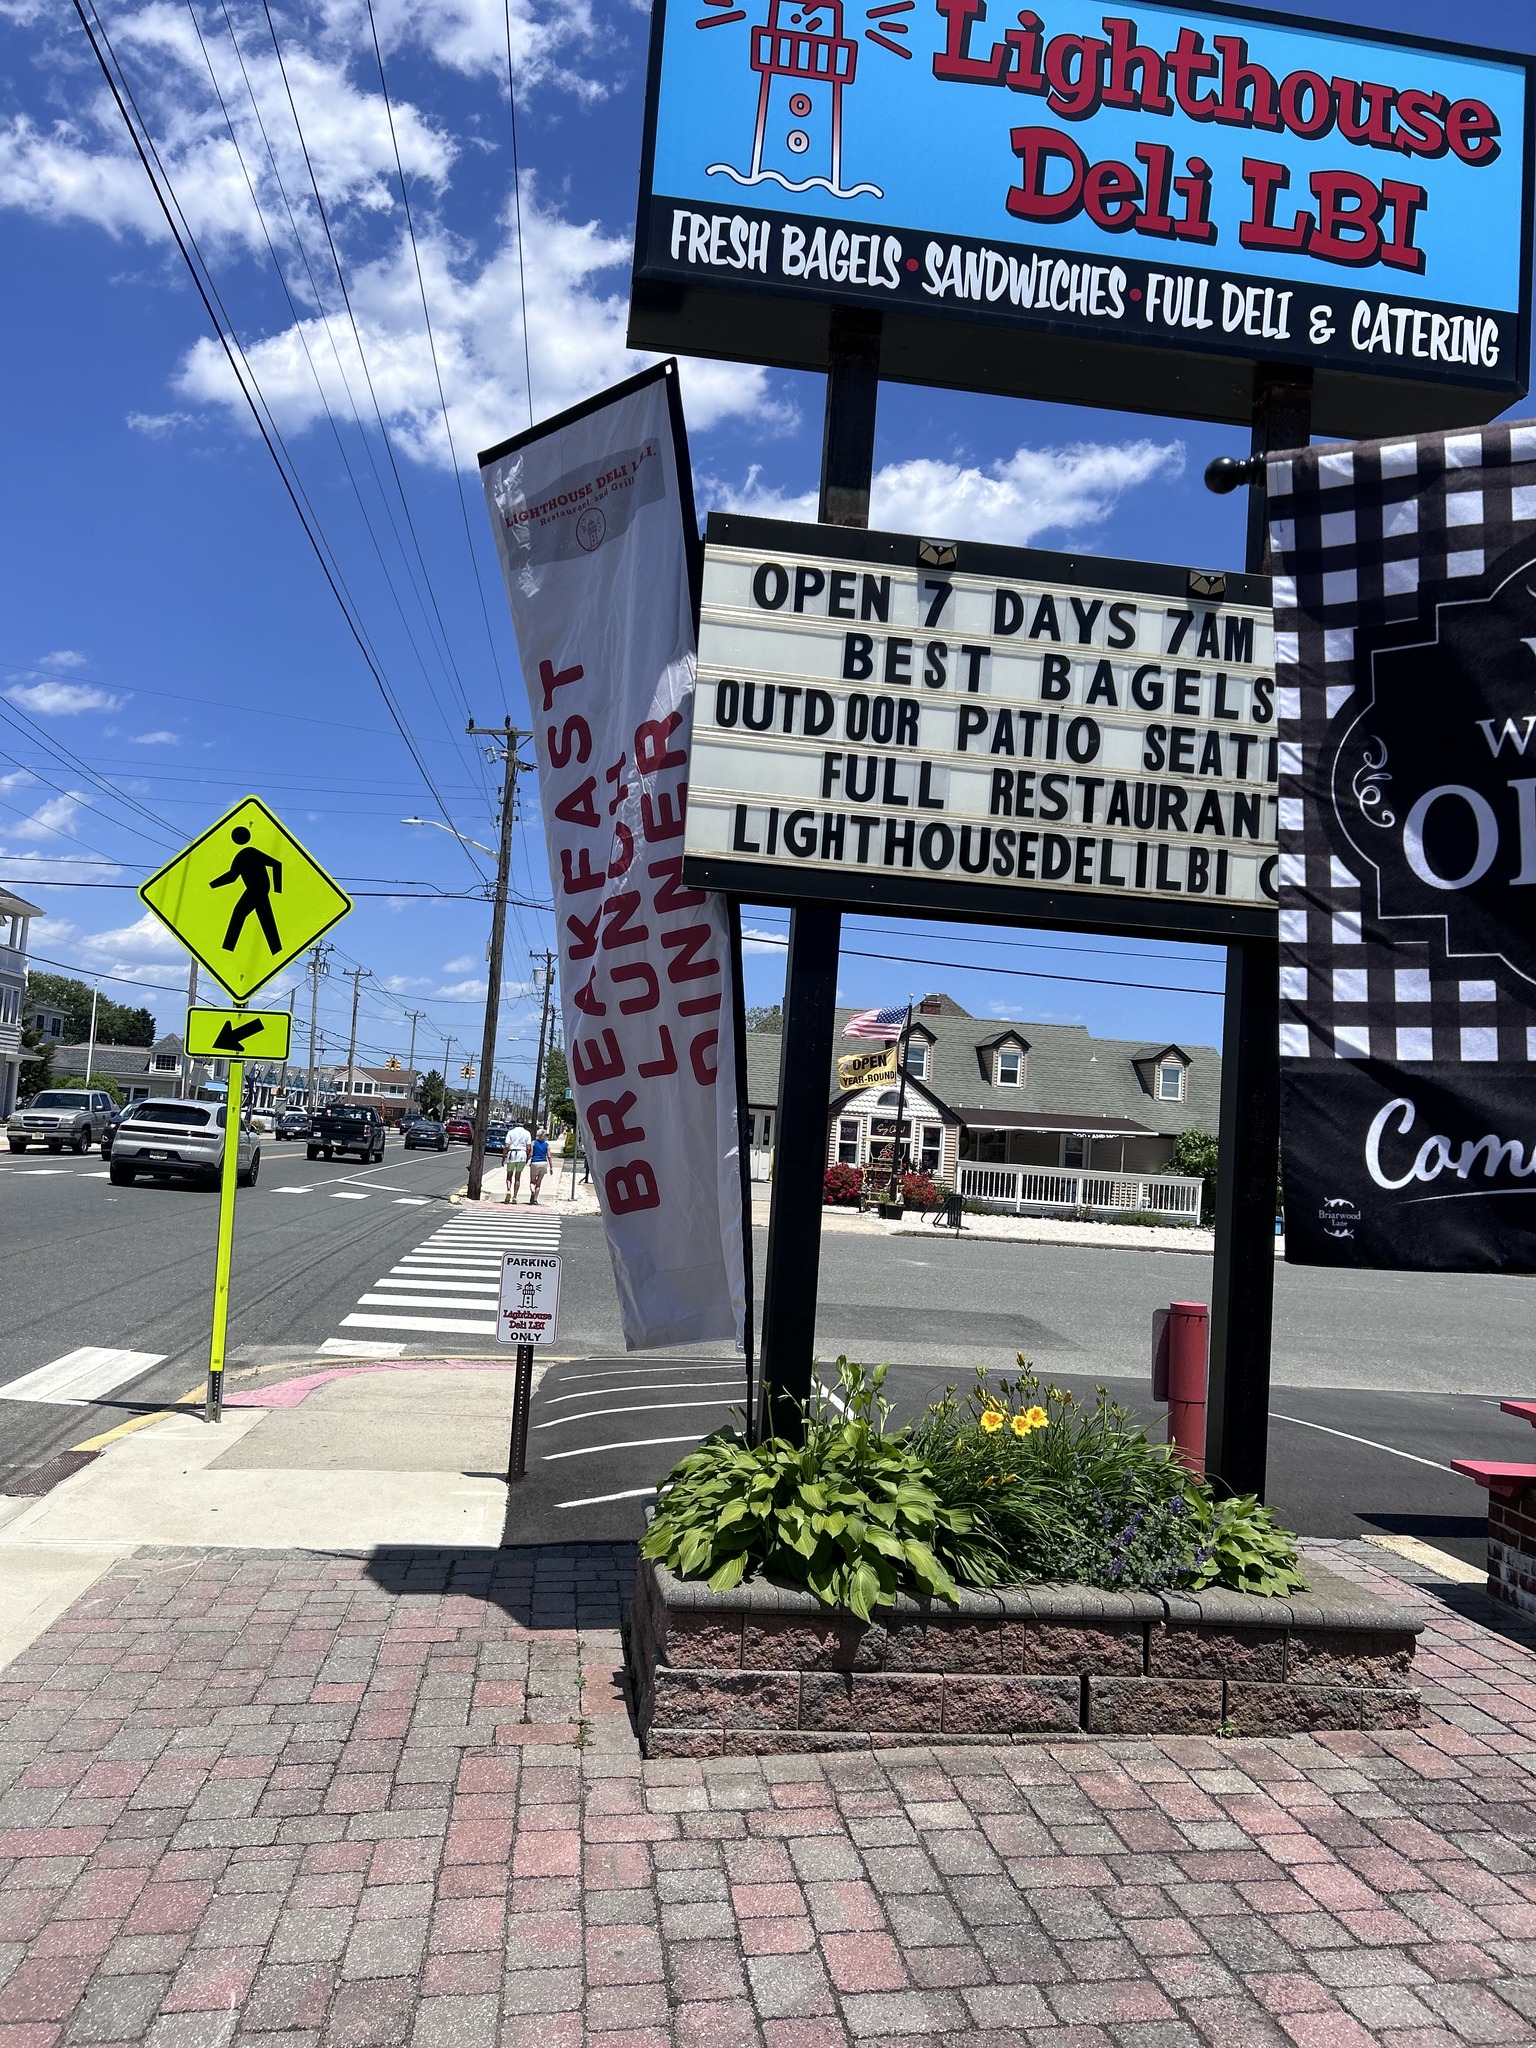 Lighthouse
Deli LBI
FRESH BAGELS • SANDWICHES • FULL DELI & CATERING
LIGHTHOUSE DELI L.B.I.
Restaurant and Grill
BREAKFAST
LUNCH
DINNER
OPEN 7 DAYS 7AM
BEST BAGELS
OUTDOOR PATIO SEATI
FULL RESTAURANT
LIGHTHOUSEDELILBI
Briarwood
Lane
OPEN
YEAR-ROUND
PARKING
FOR
Lighthouse
Deli LBI
ONLY